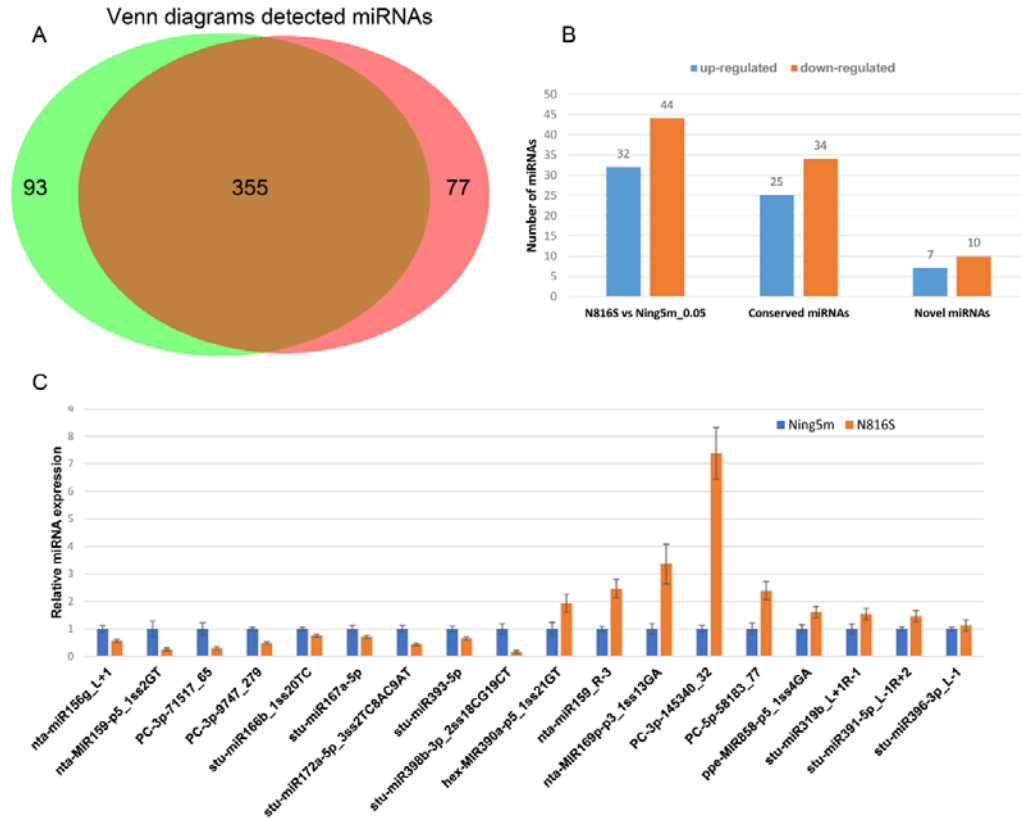 Venn diagrams detected miRNAs
A
93
355
77
B
up-regulated
down-regulated
Number of miRNAs
50
45
40
35
30
25
20
15
10
5
0
32
44
25
34
7
10
N816S vs Ning5m_0.05
Conserved miRNAs
Novel miRNAs
C
Ning5m
N816S
Relative miRNA expression
9
8
7
6
5
4
3
2
1
0
nta-miR156g_L+1
nta-MIR159-p5_1ss2GT
PC-3p-71517_65
PC-3p-9747_279
stu-miR166b_1ss20TC
stu-miR167a-5p
stu-miR172a-5p_3ss2TC8AC9AT
stu-miR393-5p
stu-miR398b-3p_2ss18CG19CT
hex-MIR390a-p5_1ss21GT
nta-miR159_R-3
nta-MIR169p-p3_1ss13GA
PC-3p-145340_32
PC-5p-58183_77
ppe-MIR858-p5_1ss4GA
stu-miR319b_L+1R-1
stu-miR391-5p_L-1R+2
stu-miR396-3p_L-1